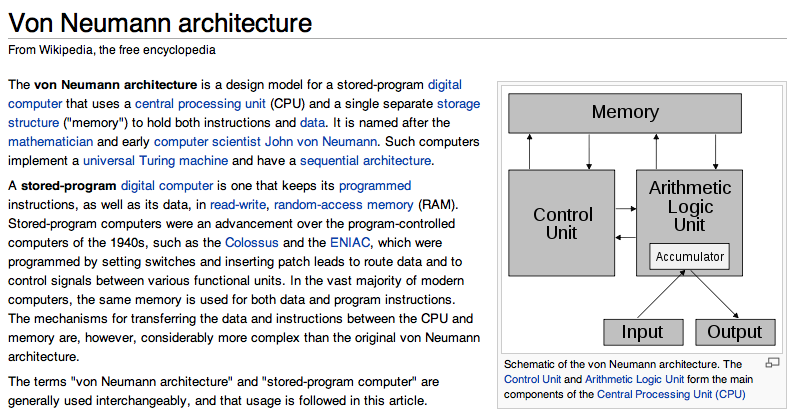 Von Neumann architecture
From Wikipedia, the free encyclopedia
The von Neumann architecture is a design model for a stored-program digital
computer that uses a central processing unit (CPU) and a single separate storage
structure ("memory") to hold both instructions and data. It is named after the
mathematician and early computer scientist John von Neumann. Such computers
implement a universal Turing machine and have a sequential architecture.
A stored-program digital computer is one that keeps its programmed
instructions, as well as its data, in read-write, random-access memory (RAM).
Stored-program computers were an advancement over the program-controlled
computers of the 1940s, such as the Colossus and the ENIAC, which were
programmed by setting switches and inserting patch leads to route data and to
control signals between various functional units. In the vast majority of modern
computers, the same memory is used for both data and program instructions.
The mechanisms for transferring the data and instructions between the CPU and
memory are, however, considerably more complex than the original von Neumann
architecture.
The terms "von Neumann architecture" and "stored-program computer" are
generally used interchangeably, and that usage is followed in this article.
Memory
Control
Unit
Arithmetic
Logic
Unit
Accumulator
Input
Output
Schematic of the von Neumann architecture. The
Control Unit and Arithmetic Logic Unit form the main
components of the Central Processing Unit (CPU)